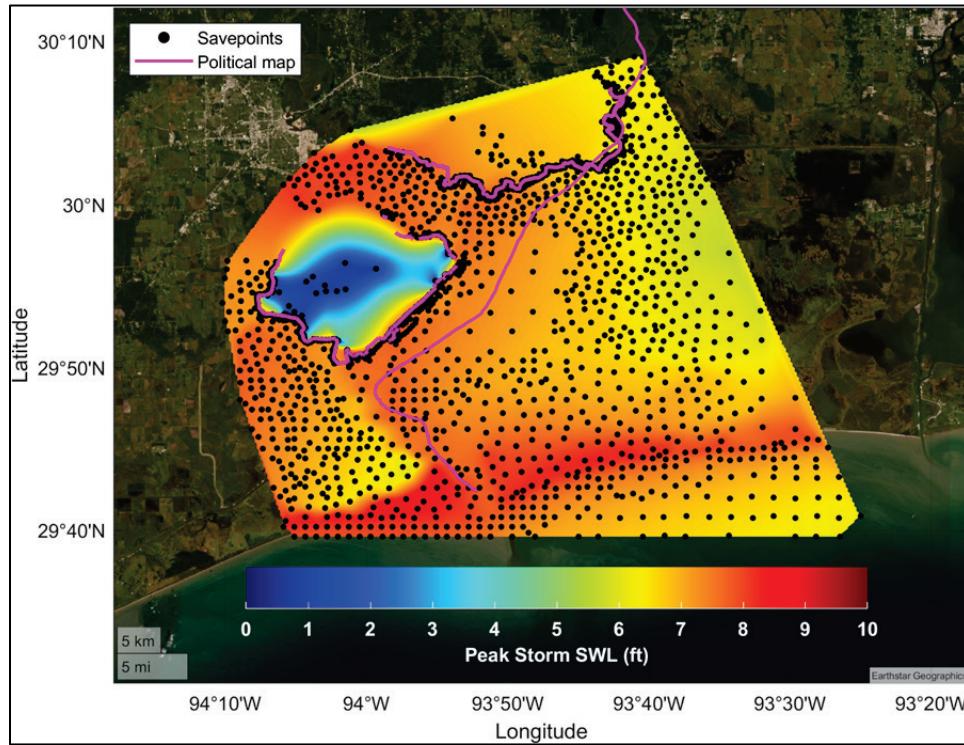 30°10'N
Savepoints
Political map
30°N
29°50'N
29°40'N
Latitude
0 1 2 3 4 5 6 7 8 9 10
Peak Storm SWL (ft)
5 km
5 mi
Earthstar Geographics
94°10'W 94°W 93°50'W 93°40'W 93°30'W 93°20'W
Longitude